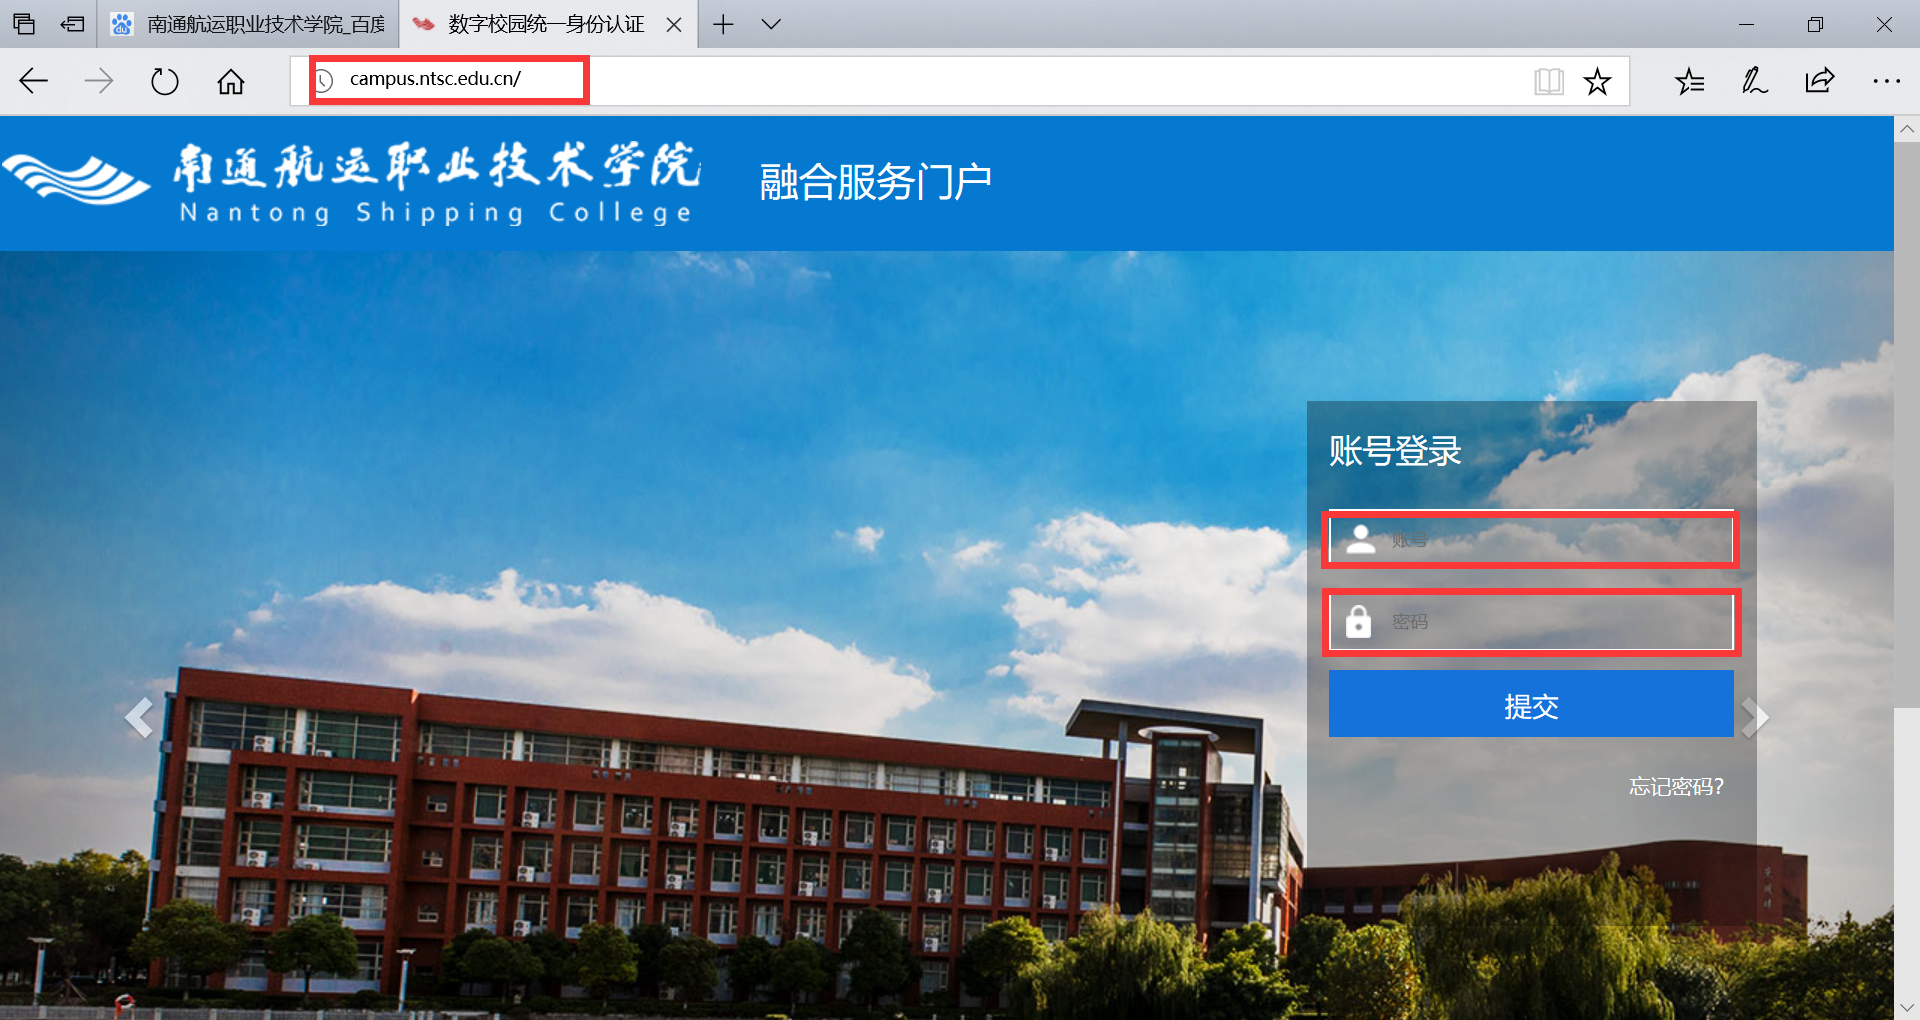 南通航运职业技术学院_百度
数字校园统一身份认证
campus.ntsc.edu.cn/
南通航运职业技术学院
Nantong Shipping College
融合服务门户
账号登录
账号
密码
提交
忘记密码?